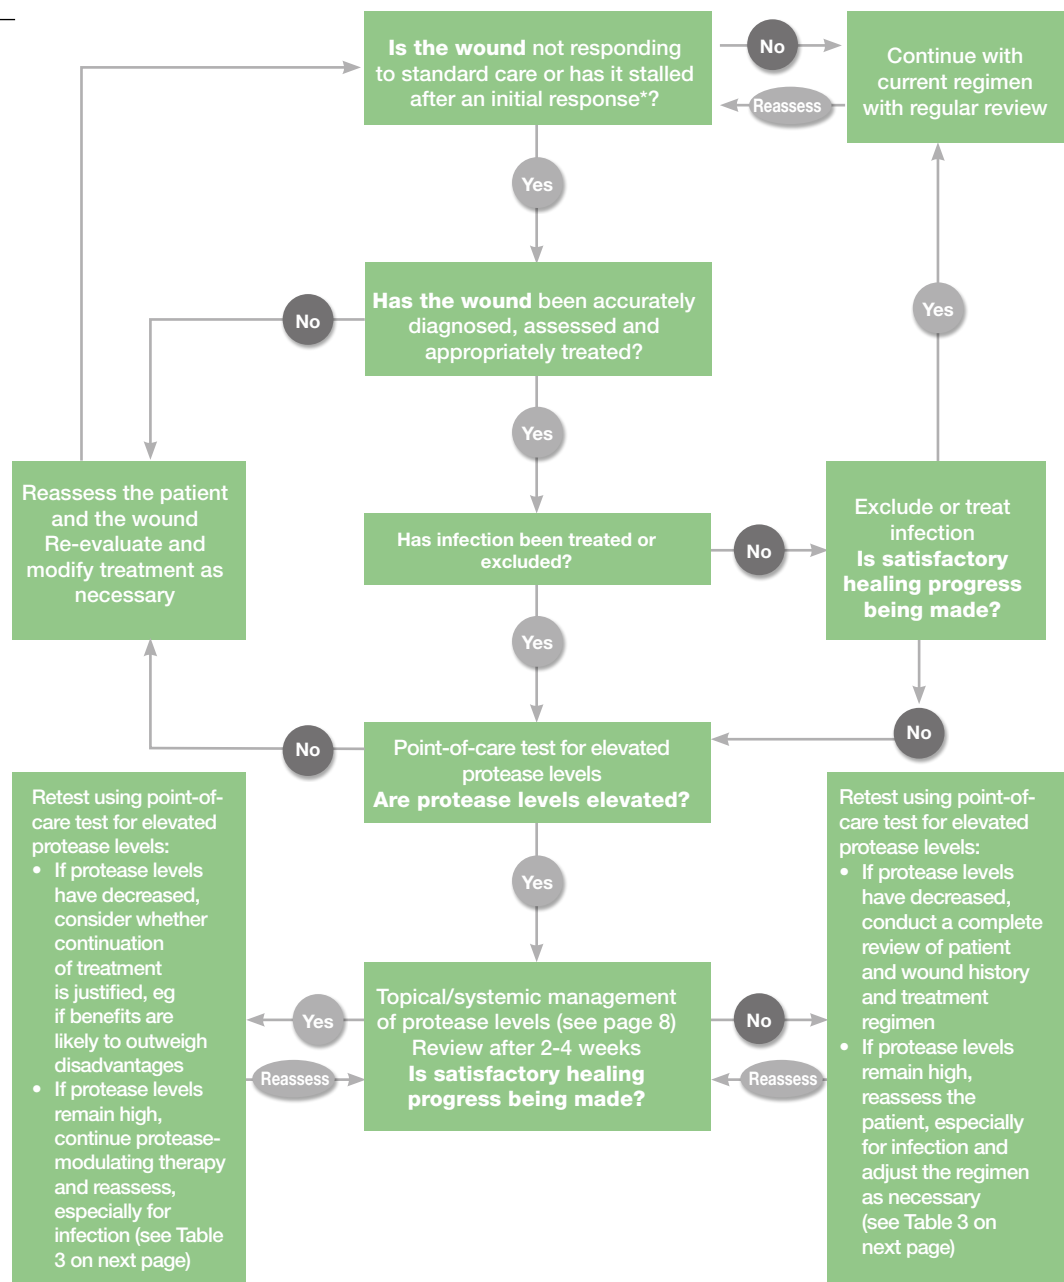 Is the wound not responding
to standard care or has it stalled
after an initial response*?
No
Reassess
Continue with
current regimen
with regular review
Yes
Has the wound been accurately
diagnosed, assessed and
appropriately treated?
No
Yes
Yes
Reassess the patient
and the wound
Re-evaluate and
modify treatment as
necessary
Has infection been treated or
excluded?
No
Exclude or treat
infection
Is satisfactory
healing progress
being made?
Yes
No
Point-of-care test for elevated
protease levels
Are protease levels elevated?
No
Yes
Retest using point-of-
care test for elevated
protease levels:
• If protease levels
have decreased,
consider whether
continuation
of treatment
is justified, eg
if benefits are
likely to outweigh
disadvantages
• If protease levels
remain high,
continue protease-
modulating therapy
and reassess,
especially for
infection (see Table
3 on next page)
Yes
Reassess
Topical/systemic management
of protease levels (see page 8)
Review after 2-4 weeks
Is satisfactory healing
progress being made?
No
Reassess
Retest using point-of-
care test for elevated
protease levels:
• If protease levels
have decreased,
conduct a complete
review of patient
and wound history
and treatment
regimen
• If protease levels
remain high,
reassess the
patient, especially
for infection and
adjust the regimen
as necessary
(see Table 3 on
next page)